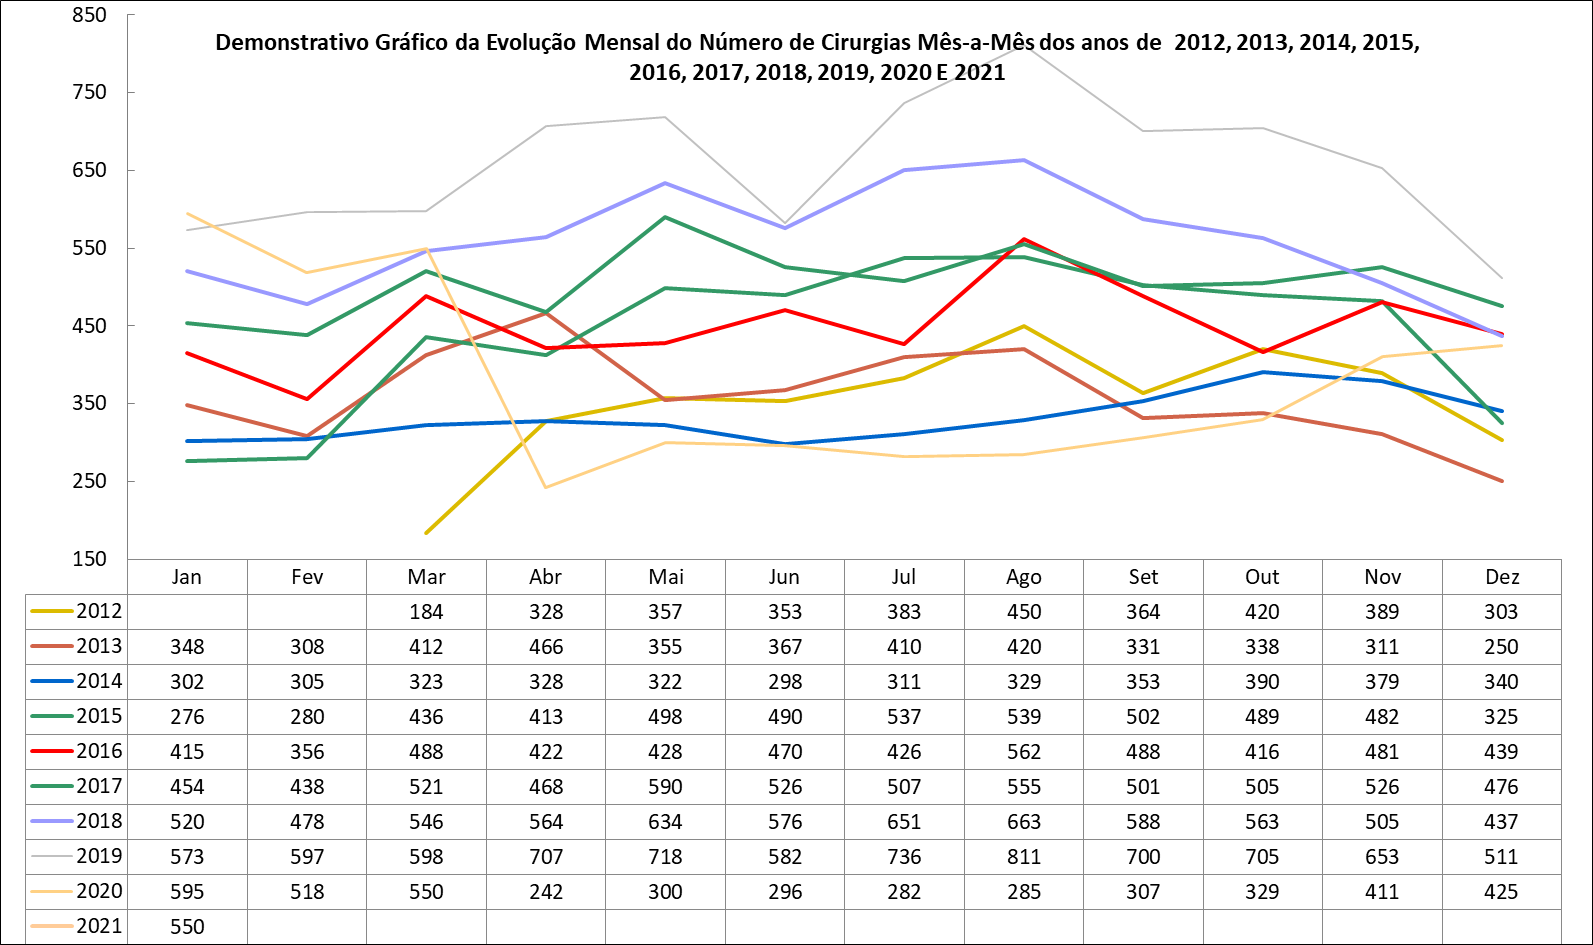 850
Demonstrativo Gráfico da Evolução Mensal do Número de Cirurgias Mês-a-Mês dos anos de 2012, 2013, 2014, 2015,
2016, 2017, 2018, 2019, 2020 E 2021
750
650
550
450
350
250
150
Jan Fev Mar Abr Mai Jun Jul Ago Set Out Nov Dez
2012 184 328 357 353 383 450 364 420 389 303
2013 348 308 412 466 355 367 410 420 331 338 311 250
2014 302 305 323 328 322 298 311 329 353 390 379 340
2015 276 280 436 413 498 490 537 539 502 489 482 325
2016 415 356 488 422 428 470 426 562 488 416 481 439
2017 454 438 521 468 590 526 507 555 501 505 526 476
2018 520 478 546 564 634 576 651 663 588 563 505 437
2019 573 597 598 707 718 582 736 811 700 705 653 511
2020 595 518 550 242 300 296 282 285 307 329 411 425
2021 550